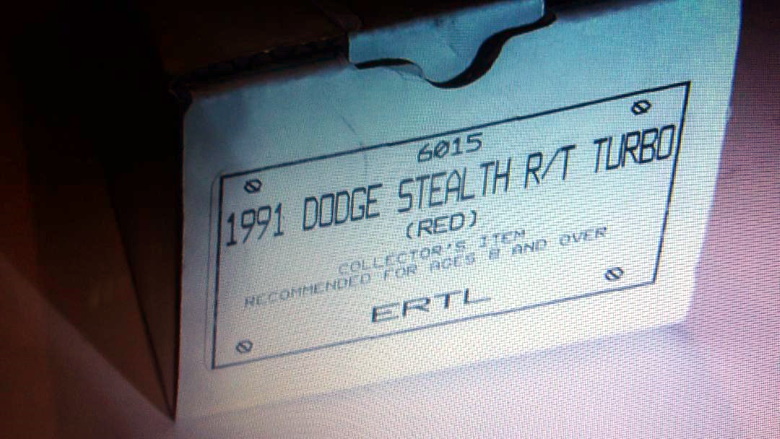 6015
1991 DODGE STEALTH R/T TURBO
(RED)
COLLECTOR'S ITEM
RECOMMENDED FOR AGES 8 AND OVER
ERTL